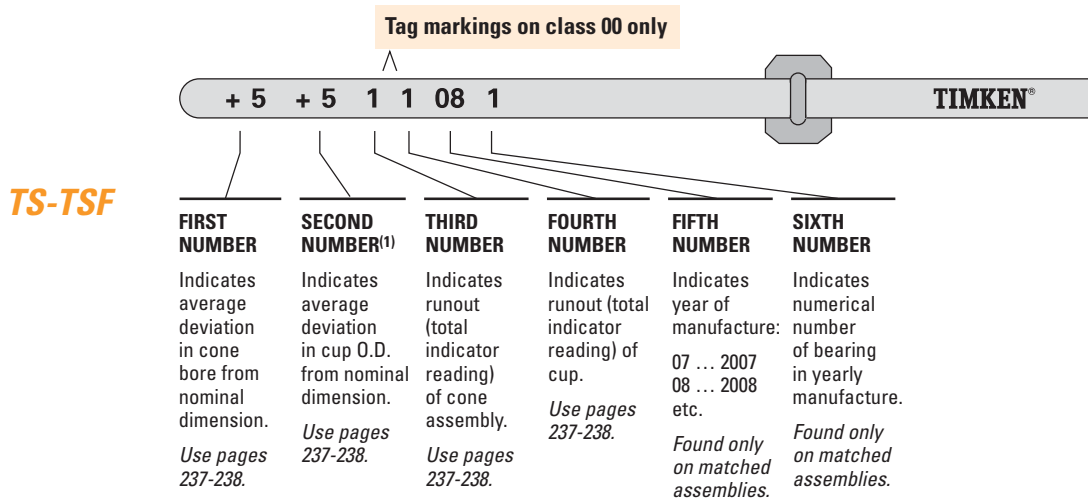 Tag markings on class 00 only
+ 5 + 5 1 1 08 1
TIMKEN®
TS-TSF
FIRST
NUMBER
Indicates
average
deviation
in cone
bore from
nominal
dimension.
Use pages
237-238.
SECOND
NUMBER(1)
Indicates
average
deviation
in cup O.D.
from nominal
dimension.
Use pages
237-238.
THIRD
NUMBER
Indicates
runout
(total
indicator
reading)
of cone
assembly.
Use pages
237-238.
FOURTH
NUMBER
Indicates
runout (total
indicator
reading) of
cup.
Use pages
237-238.
FIFTH
NUMBER
Indicates
year of
manufacture:
07 ... 2007
08 ... 2008
etc.
Found only
on matched
assemblies.
SIXTH
NUMBER
Indicates
numerical
number
of bearing
in yearly
manufacture.
Found only
on matched
assemblies.